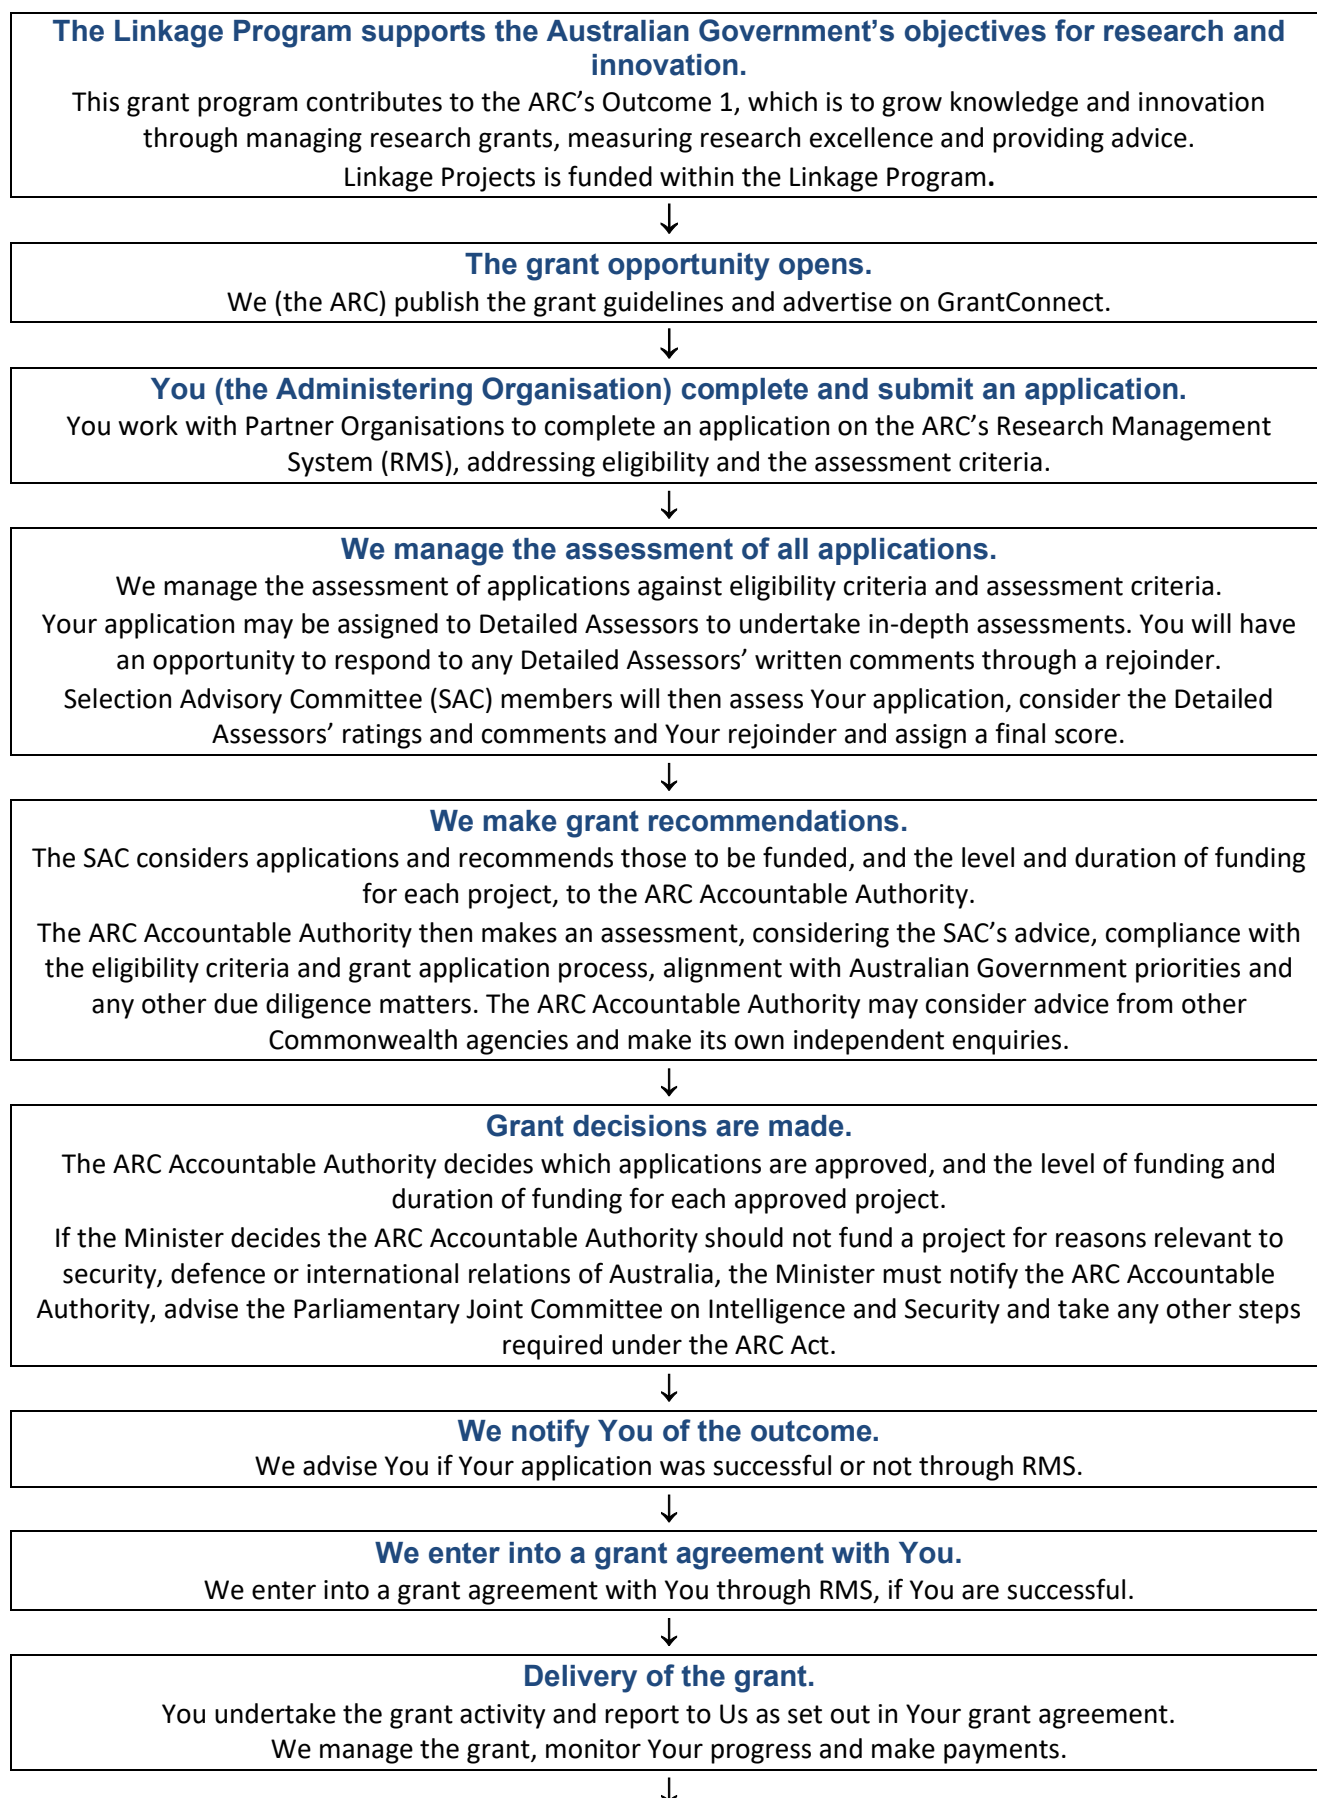 The Linkage Program supports the Australian Government’s objectives for research and
innovation.
This grant program contributes to the ARC’s Outcome 1, which is to grow knowledge and innovation
through managing research grants, measuring research excellence and providing advice.
Linkage Projects is funded within the Linkage Program.
↓
The grant opportunity opens.
We (the ARC) publish the grant guidelines and advertise on GrantConnect.
↓
You (the Administering Organisation) complete and submit an application.
You work with Partner Organisations to complete an application on the ARC’s Research Management
System (RMS), addressing eligibility and the assessment criteria.
↓
We manage the assessment of all applications.
We manage the assessment of applications against eligibility criteria and assessment criteria.
Your application may be assigned to Detailed Assessors to undertake in-depth assessments. You will have
an opportunity to respond to any Detailed Assessors’ written comments through a rejoinder.
Selection Advisory Committee (SAC) members will then assess Your application, consider the Detailed
Assessors’ ratings and comments and Your rejoinder and assign a final score.
↓
We make grant recommendations.
The SAC considers applications and recommends those to be funded, and the level and duration of funding
for each project, to the ARC Accountable Authority.
The ARC Accountable Authority then makes an assessment, considering the SAC’s advice, compliance with
the eligibility criteria and grant application process, alignment with Australian Government priorities and
any other due diligence matters. The ARC Accountable Authority may consider advice from other
Commonwealth agencies and make its own independent enquiries.
↓
Grant decisions are made.
The ARC Accountable Authority decides which applications are approved, and the level of funding and
duration of funding for each approved project.
If the Minister decides the ARC Accountable Authority should not fund a project for reasons relevant to
security, defence or international relations of Australia, the Minister must notify the ARC Accountable
Authority, advise the Parliamentary Joint Committee on Intelligence and Security and take any other steps
required under the ARC Act.
↓
We notify You of the outcome.
We advise You if Your application was successful or not through RMS.
↓
We enter into a grant agreement with You.
We enter into a grant agreement with You through RMS, if You are successful.
↓
Delivery of the grant.
You undertake the grant activity and report to Us as set out in Your grant agreement.
We manage the grant, monitor Your progress and make payments.
↓